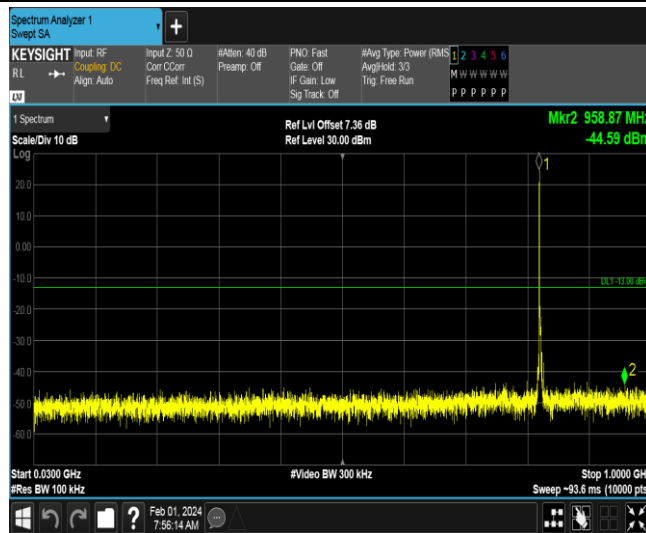 Spectrum Analyzer 1
Swept SA
KEYSIGHT
RL
Input: RF
Coupling: DC
Align: Auto
Input Z: 50 Ω
Corr CCorr
Freq Ref: Int (S)
#Atten: 40 dB
Preamp: Off
PNO: Fast
Gate: Off
IF Gain: Low
Sig Track: Off
#Avg Type: Power (RMS
Avg|Hold: 3/3
Trig: Free Run
1 2 3 4 5 6
M W W W W W
P P P P P P
1 Spectrum
Scale/Div 10 dB
Log
Ref Lvl Offset 7.36 dB
Ref Level 30.00 dBm
Mkr2 958.87 MHz
-44.59 dBm
1
20.0
10.0
0.00
-10.0
DL1 -13.00 dBm
-20.0
-30.0
-40.0
2
-50.0
-60.0
Start 0.0300 GHz
#Video BW 300 kHz
Stop 1.0000 GH
#Res BW 100 kHz
Sweep ~93.6 ms (10000 pts
?
Feb 01, 2024
7:56:14 AM